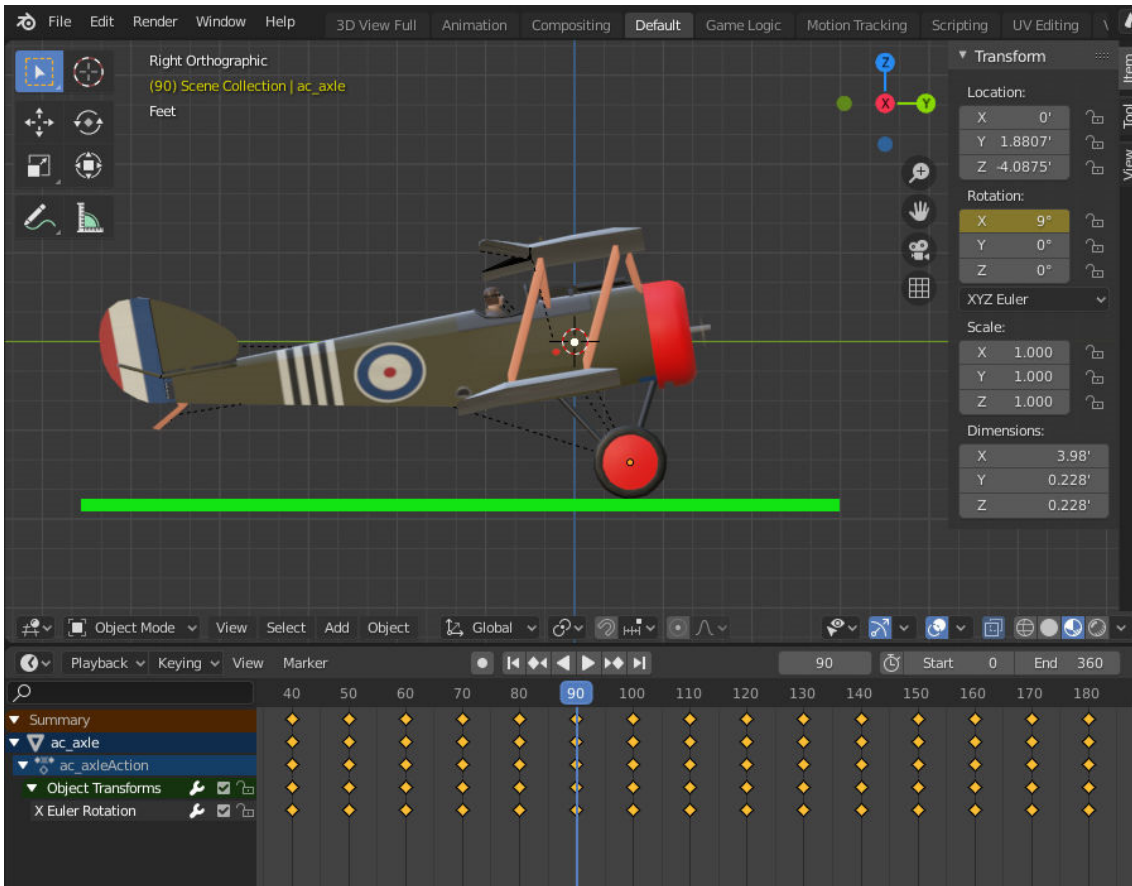 File Edit Render Window Help 3D View Full Animation Compositing Default Game Logic Motion Tracking Scripting UV Editing
Right Orthographic
(90) Scene Collection | ac_axle
Feet
Z
X
Y
Transform
Location:
X 0'
Y 1.8807'
Z -4.0875'
Rotation:
X 9°
Y 0°
Z 0°
XYZ Euler
Scale:
X 1.000
Y 1.000
Z 1.000
Dimensions:
X 3.98'
Y 0.228'
Z 0.228'
Item
Tool
View
Object Mode View Select Add Object Global
Playback Keying View Marker 90 Start 0 End 360
40 50 60 70 80 90 100 110 120 130 140 150 160 170 180
Summary
ac_axle
ac_axleAction
Object Transforms
X Euler Rotation